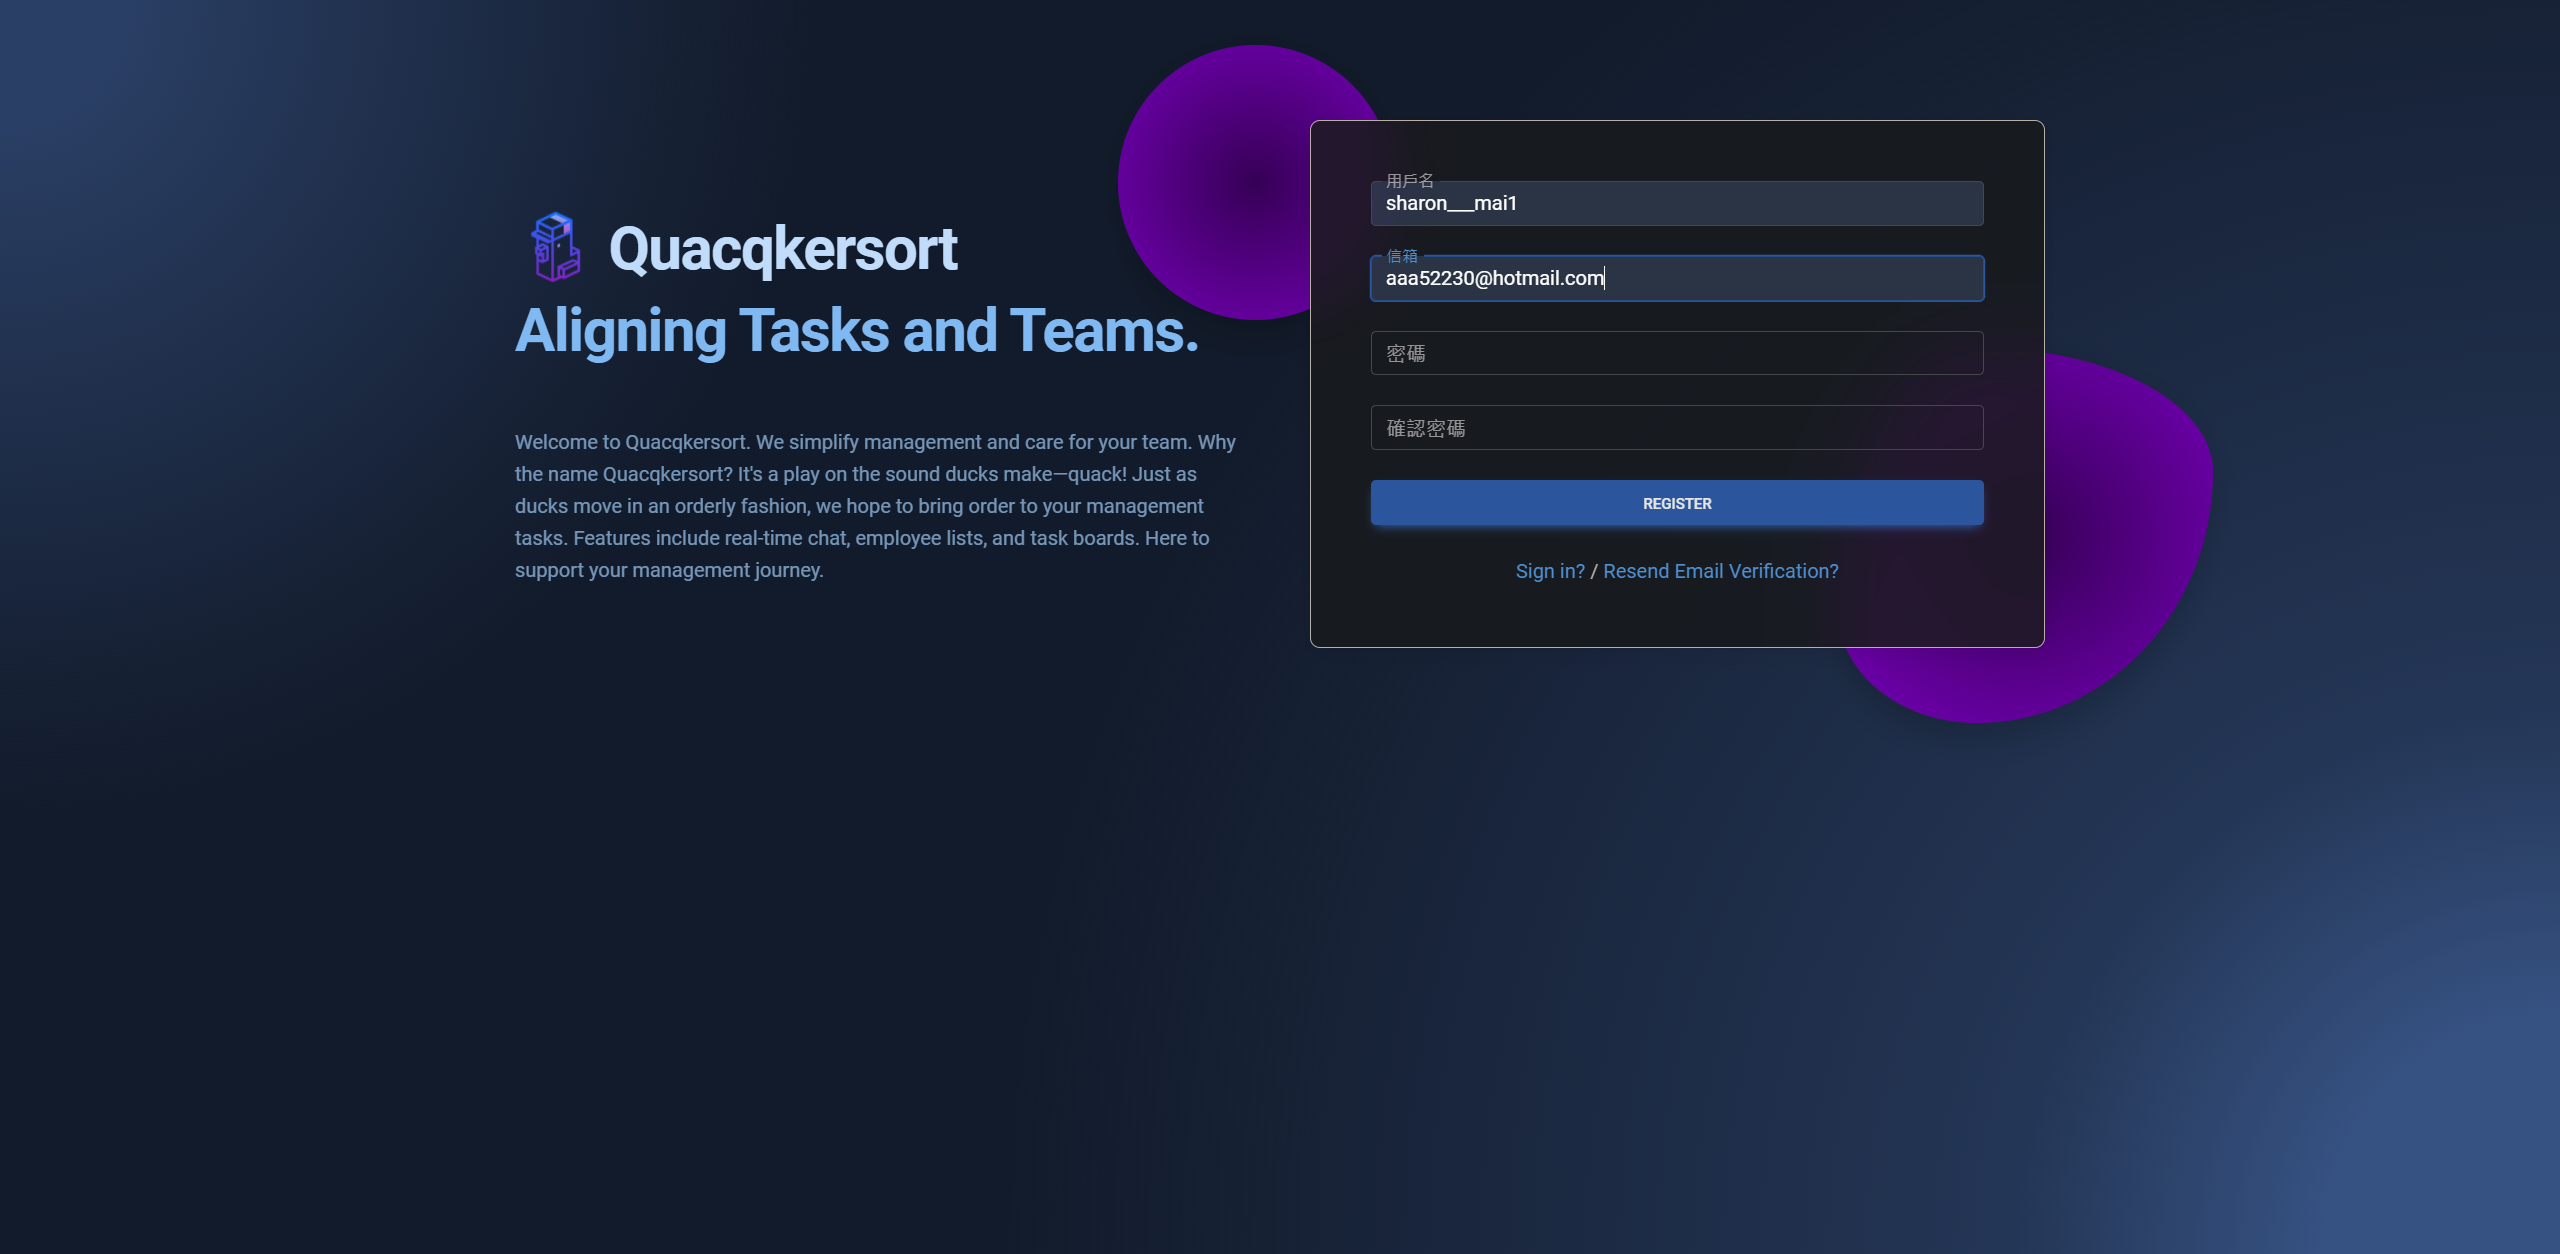 Quacqkersort
Aligning Tasks and Teams.
Welcome to Quacqkersort. We simplify management and care for your team. Why
the name Quacqkersort? It's a play on the sound ducks make—quack! Just as
ducks move in an orderly fashion, we hope to bring order to your management
tasks. Features include real-time chat, employee lists, and task boards. Here to
support your management journey.
用戶名
sharon___mai1
信箱
aaa52230@hotmail.com
密碼
確認密碼
REGISTER
Sign in? / Resend Email Verification?